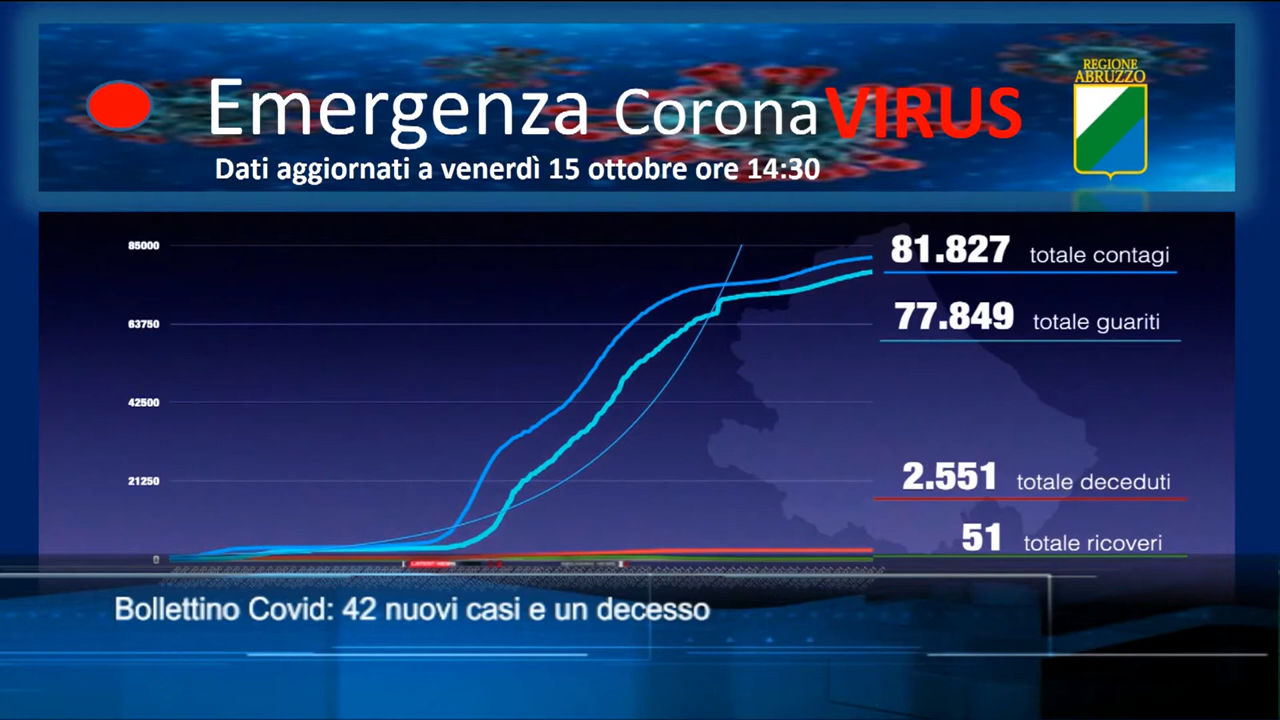 REGIONE
ABRUZZO
Emergenza CoronaVIRUS
Dati aggiornati a venerdì 15 ottobre ore 14:30
85000
63750
42500
21250
0
81.827 totale contagi
77.849 totale guariti
2.551 totale deceduti
51 totale ricoveri
LATEST NEWS
Bollettino Covid: 42 nuovi casi e un decesso